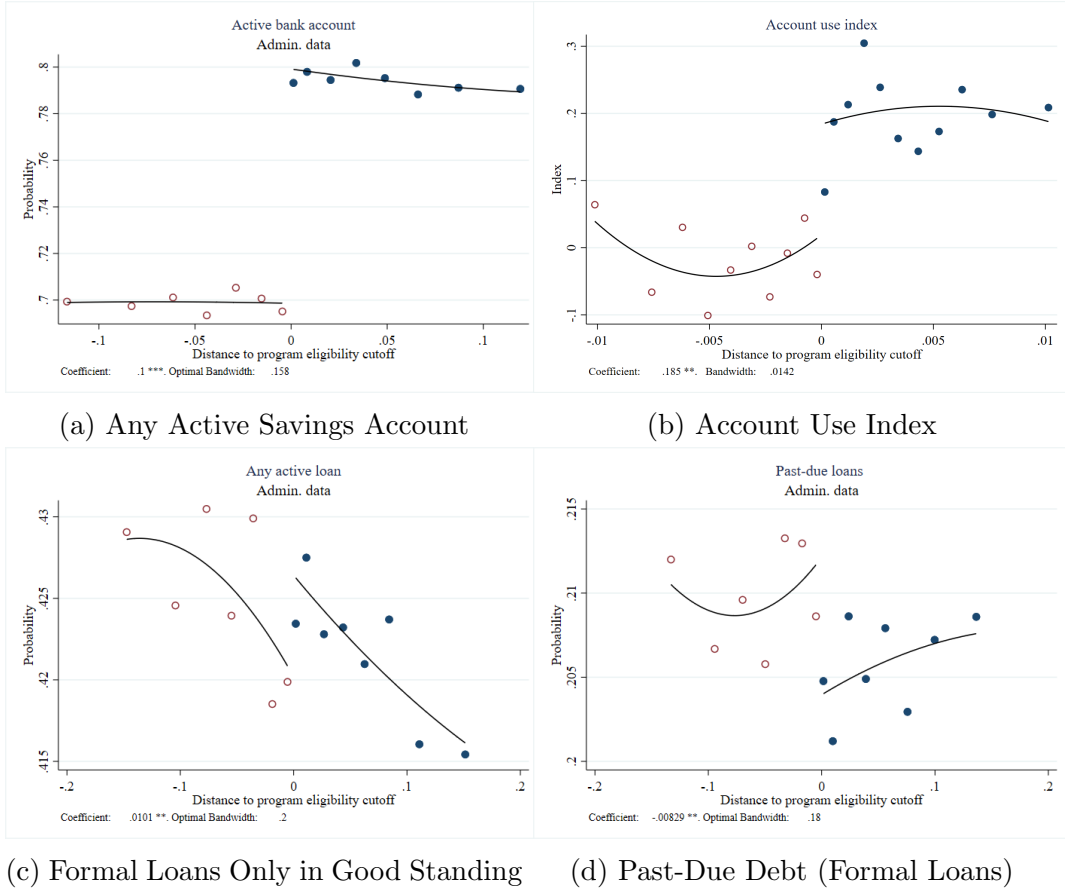 Active bank account
Admin. data
Probability
.8
.78
.76
.74
.72
.7
-.1
-.05
0
.05
.1
Distance to program eligibility cutoff
Coefficient: .1 ***. Optimal Bandwidth: .158
(a) Any Active Savings Account
Account use index
Index
.3
.2
.1
0
-.1
-.01
-.005
0
.005
.01
Distance to program eligibility cutoff
Coefficient: .185 **. Bandwidth: .0142
(b) Account Use Index
Any active loan
Admin. data
Probability
.43
.425
.42
.415
-.2
-.1
0
.1
.2
Distance to program eligibility cutoff
Coefficient: .0101 **. Optimal Bandwidth: .2
(c) Formal Loans Only in Good Standing
Past-due loans
Admin. data
Probability
.215
.21
.205
.2
-.2
-.1
0
.1
.2
Distance to program eligibility cutoff
Coefficient: -.00829 **. Optimal Bandwidth: .18
(d) Past-Due Debt (Formal Loans)